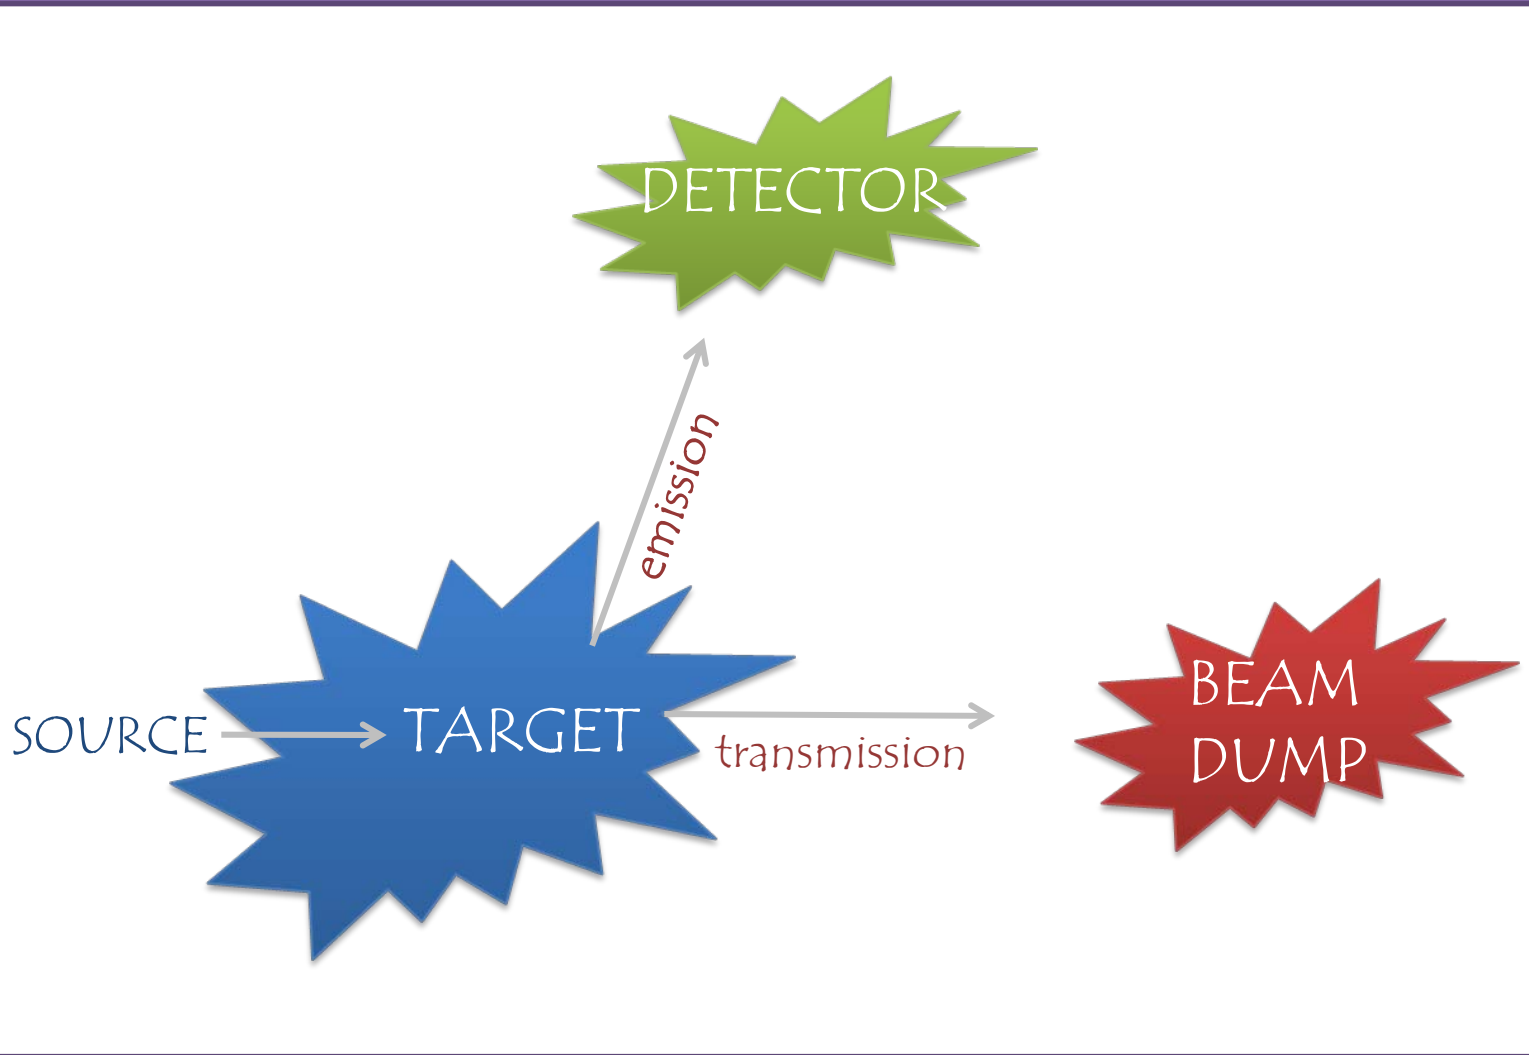 DETECTOR
emission
SOURCE
TARGET
transmission
BEAM
DUMP